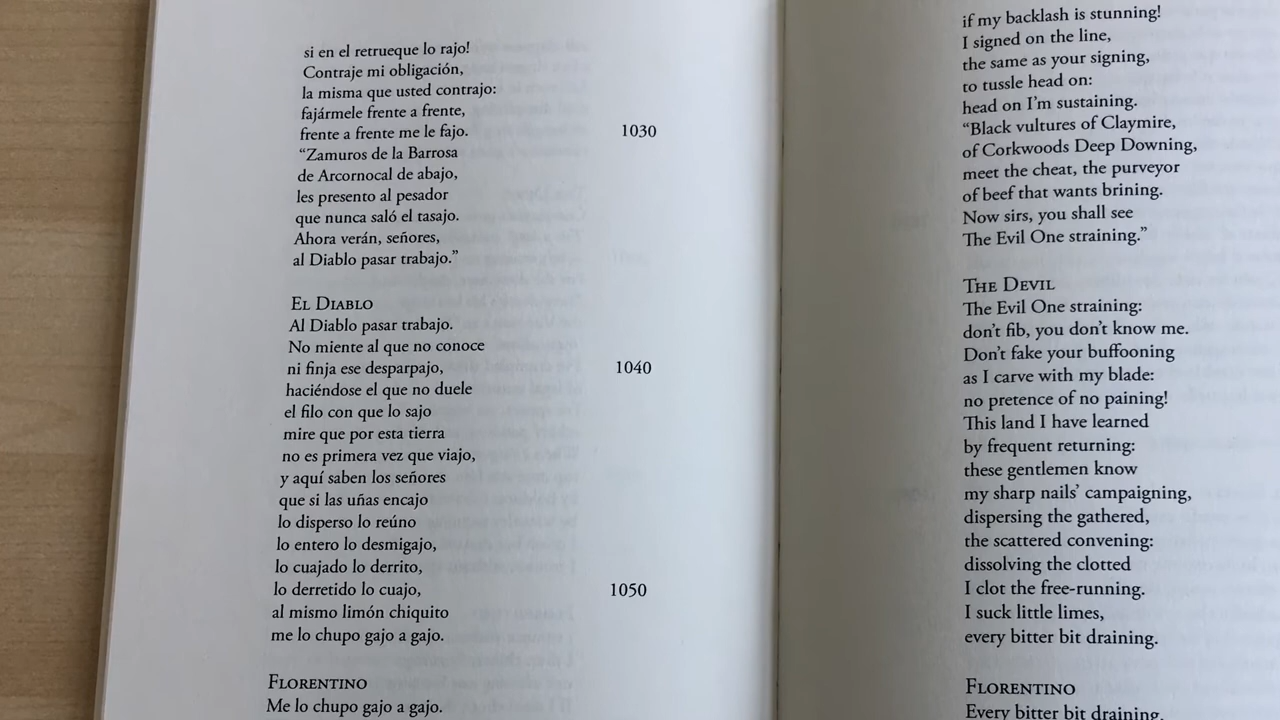 si en el retrueque lo rajo!
Contraje mi obligación,
la misma que usted contrajo:
fajármele frente a frente,
frente a frente me le fajo. 1030
“Zamuros de la Barrosa
de Arcornocal de abajo,
les presento al pesador
que nunca saló el tasajo.
Ahora verán, señores,
al Diablo pasar trabajo.”
El Diablo
Al Diablo pasar trabajo.
No miente al que no conoce
ni finja ese desparpajo, 1040
haciéndose el que no duele
el filo con que lo sajo
mire que por esta tierra
no es primera vez que viajo,
y aquí saben los señores
que si las uñas encajo
lo disperso lo reúno
lo entero lo desmigajo,
lo cuajado lo derrito,
lo derretido lo cuajo, 1050
al mismo limón chiquito
me lo chupo gajo a gajo.
Florentino
Me lo chupo gajo a gajo.
if my backlash is stunning!
I signed on the line,
the same as your signing,
to tussle head on:
head on I’m sustaining.
“Black vultures of Claymire,
of Corkwoods Deep Downing,
meet the cheat, the purveyor
of beef that wants brining.
Now sirs, you shall see
The Evil One straining.”
The Devil
The Evil One straining:
don’t fib, you don’t know me.
Don’t fake your buffooning
as I carve with my blade:
no pretence of no paining!
This land I have learned
by frequent returning:
these gentlemen know
my sharp nails’ campaigning,
dispersing the gathered,
the scattered convening:
dissolving the clotted
I clot the free-running.
I suck little limes,
every bitter bit draining.
Florentino
Every bitter bit draining,